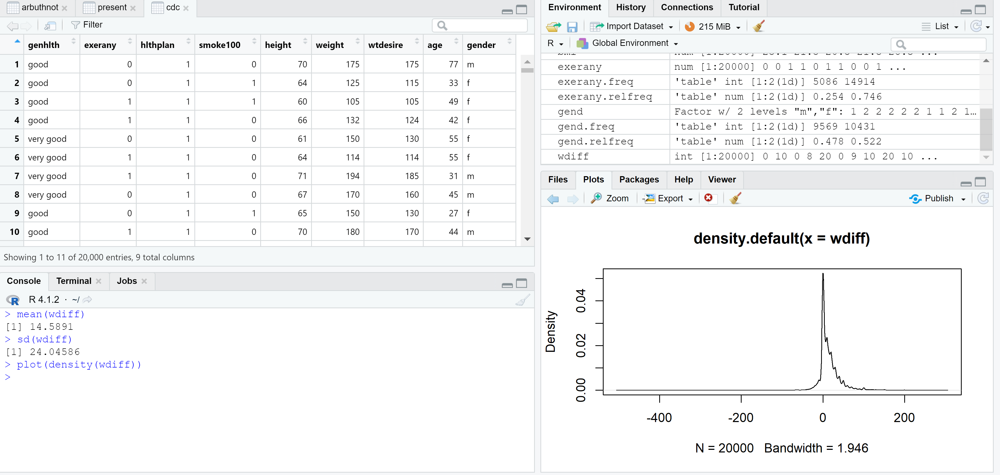 arbuthnot present cdc
Filter
genhlth exerany hlthplan smoke100 height weight wtdesire age gender
1 good 0 1 0 70 175 175 77 m
2 good 0 1 1 64 125 115 33 f
3 good 1 1 1 60 105 105 49 f
4 good 1 1 0 66 132 124 42 f
5 very good 0 1 0 61 150 130 55 f
6 very good 1 1 0 64 114 114 55 f
7 very good 1 1 0 71 194 185 31 m
8 very good 0 1 0 67 170 160 45 m
9 good 0 1 1 65 150 130 27 f
10 good 1 1 0 70 180 170 44 m
Showing 1 to 11 of 20,000 entries, 9 total columns
Console Terminal Jobs
R 4.1.2 · ~/
> mean(wdiff)
[1] 14.5891
> sd(wdiff)
[1] 24.04586
> plot(density(wdiff))
>
Environment History Connections Tutorial
Import Dataset 215 MiB List
R Global Environment
exerany num [1:20000] 0 0 1 1 0 1 1 0 0 1 ...
exerany.freq 'table' int [1:2(1d)] 5086 14914
exerany.relfreq 'table' num [1:2(1d)] 0.254 0.746
gend Factor w/ 2 levels "m","f": 1 2 2 2 2 2 1 1 2 1…
gend.freq 'table' int [1:2(1d)] 9569 10431
gend.relfreq 'table' num [1:2(1d)] 0.478 0.522
wdiff int [1:20000] 0 10 0 8 20 0 9 10 20 10 ...
Files Plots Packages Help Viewer
Zoom Export Publish
density.default(x = wdiff)
Density
0.00 0.02 0.04
-400 -200 0 200
N = 20000 Bandwidth = 1.946